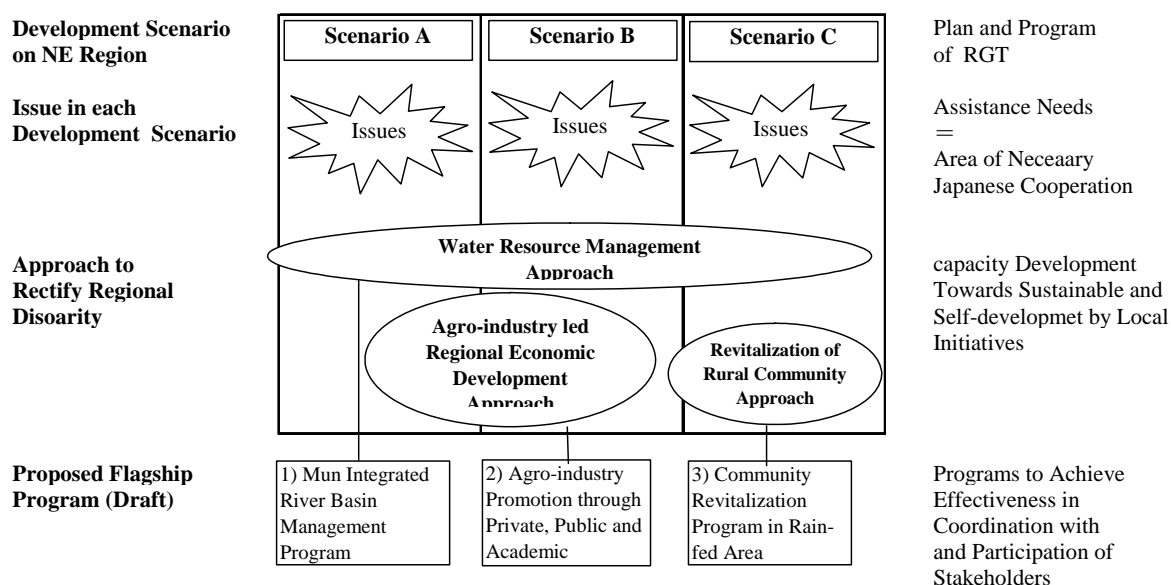 Development Scenario
on NE Region
Scenario A
Scenario B
Scenario C
Plan and Program
of RGT
Issue in each
Development Scenario
Issues
Issues
Issues
Assistance Needs
＝
Area of Neceaary
Japanese Cooperation
Approach to
Rectify Regional
Disoarity
Water Resource Management
Approach
Agro-industry led
Regional Economic
Development
Approach
Revitalization of
Rural Community
Approach
capacity Development
Towards Sustainable and
Self-developmet by Local
Initiatives
Proposed Flagship
Program (Draft)
1) Mun Integrated
River Basin
Management
Program
2) Agro-industry
Promotion through
Private, Public and
Academic
3) Community
Revitalization
Program in Rain-
fed Area
Programs to Achieve
Effectiveness in
Coordination with
and Participation of
Stakeholders